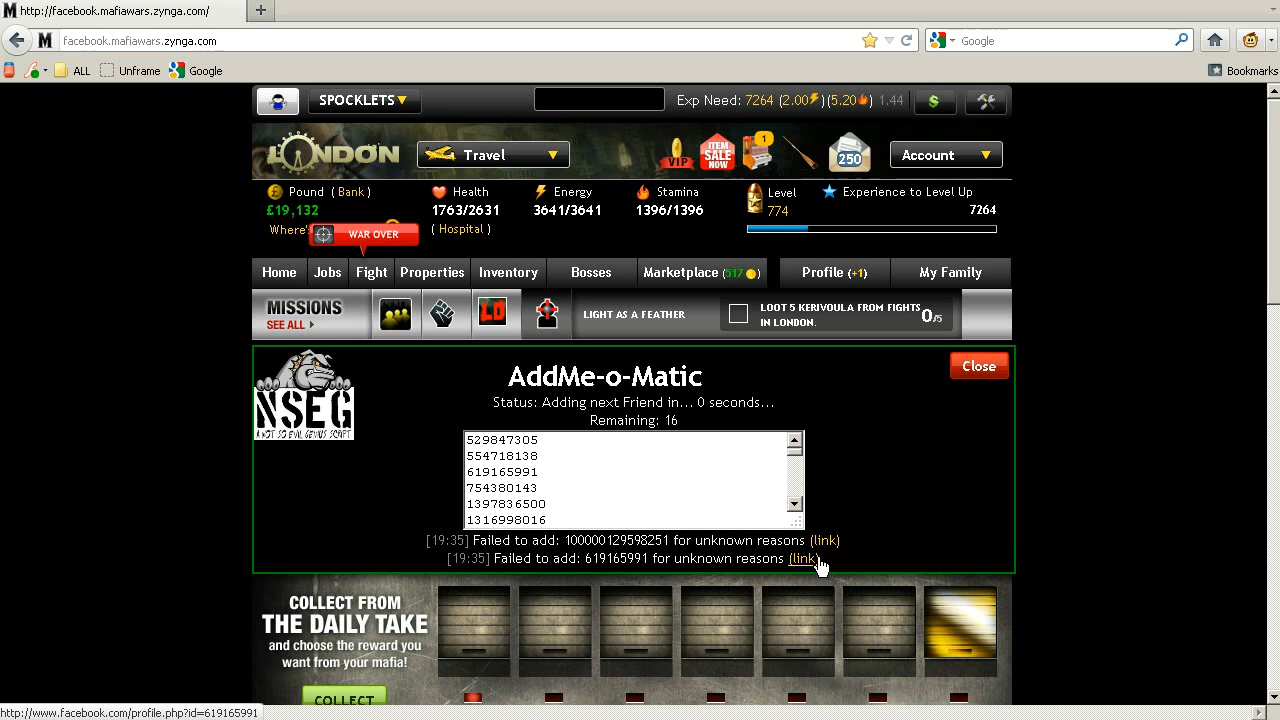 http://facebook.mafiawars.zynga.com/
facebook.mafiawars.zynga.com
Google
ALL
Unframe
Google
Bookmarks
SPOCKLETS
Exp Need: 7264 (2.00)(5.20) 1.44
$
LONDON
Travel
VIP
ITEM SALE NOW
1
250
Account
Pound ( Bank )
Health
Energy
Stamina
Level
Experience to Level Up
£19,132
1763/2631
3641/3641
1396/1396
774
7264
Where's
WAR OVER
( Hospital )
Home
Jobs
Fight
Properties
Inventory
Bosses
Marketplace (517)
Profile (+1)
My Family
MISSIONS
SEE ALL
LIGHT AS A FEATHER
LOOT 5 KERIVOULA FROM FIGHTS
IN LONDON.
0/5
Close
NSEG
A NOT SO EVIL GENIUS SCRIPT
AddMe-o-Matic
Status: Adding next Friend in... 0 seconds...
Remaining: 16
529847305
554718138
619165991
754380143
1397836500
1316998016
[19:35] Failed to add: 100000129598251 for unknown reasons (link)
[19:35] Failed to add: 619165991 for unknown reasons (link)
COLLECT FROM
THE DAILY TAKE
and choose the reward you
want from your mafia!
COLLECT
http://www.facebook.com/profile.php?id=619165991